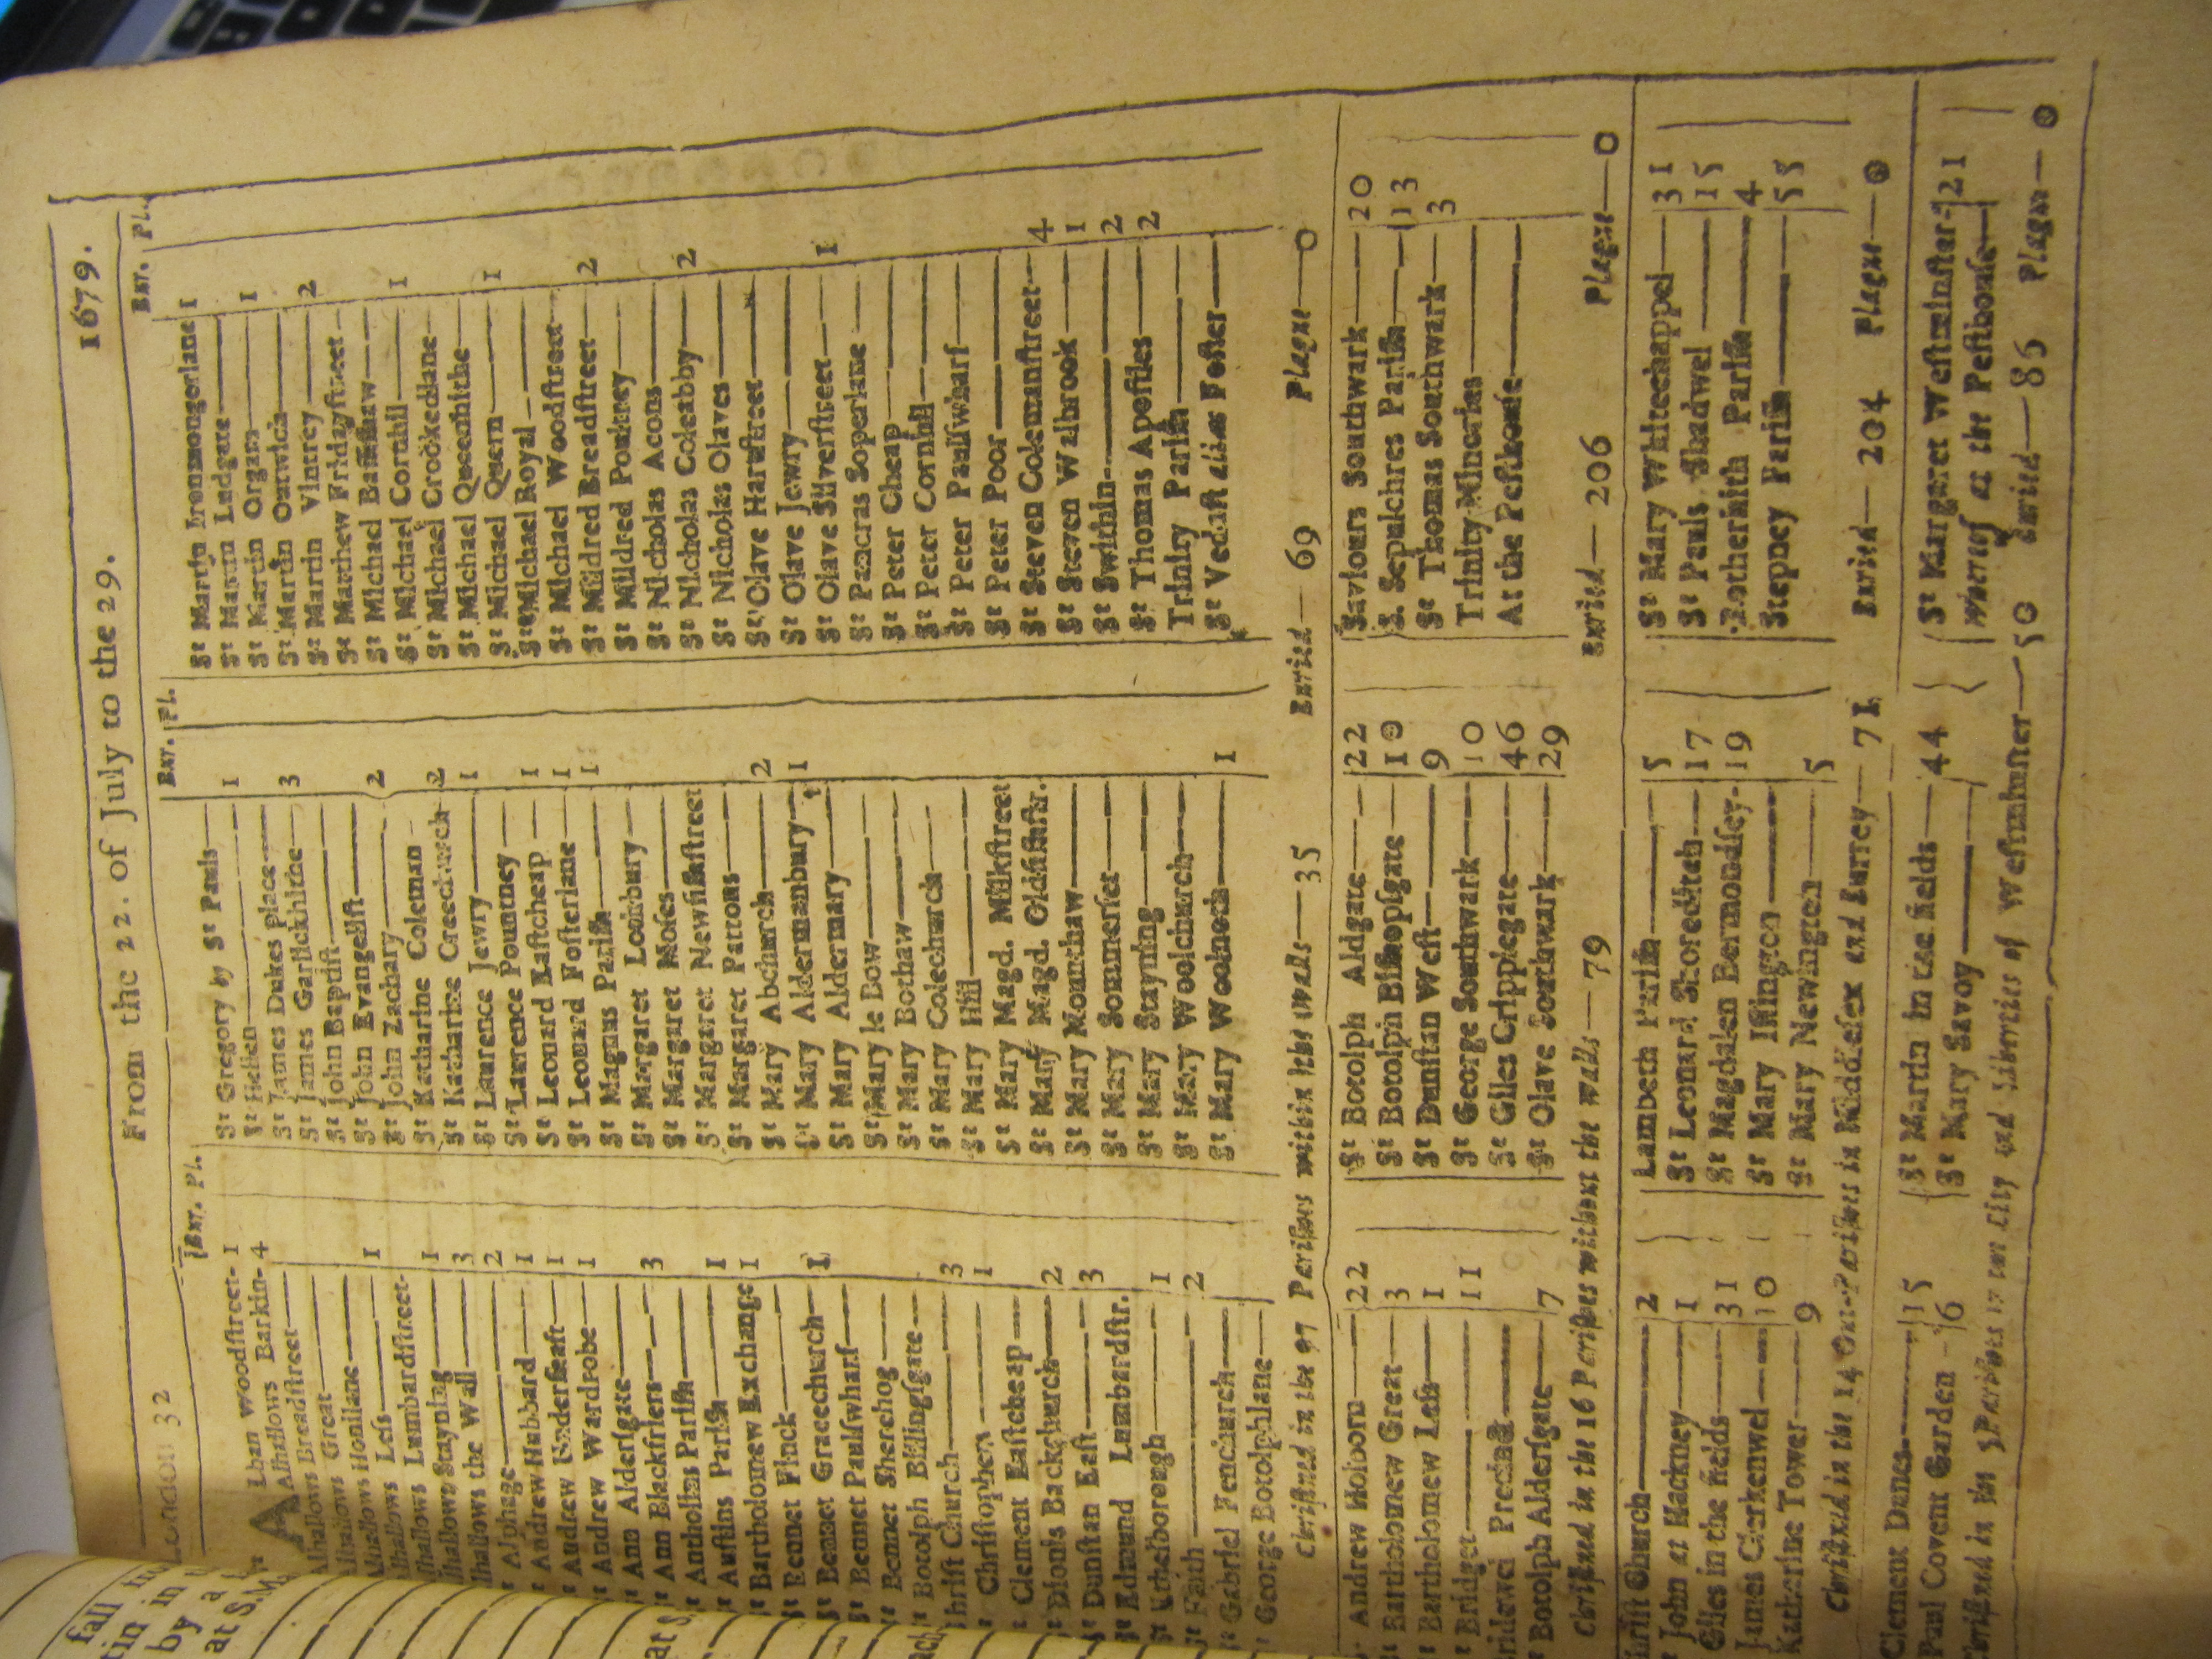 London 32 From the 22. of July to the 29. 1679.
Bur. Pl.
Alban Woodstreet- 1
Alhallows Barkin- 4
Alhallows Breadstreet—
Alhallows Great—
Alhallows Honilane— 1
Alhallows Less—
Alhallows Lumbardstreet- 1
Alhallows Stayning— 3
Alhallows the Wall— 2
Sᵗ Alphage— 1
Sᵗ Andrew Hubbard— 1
Sᵗ Andrew Undershaft— 1
Sᵗ Andrew Wardrobe—
Sᵗ Ann Aldersgate— 3
Sᵗ Ann Blackfriers—
Sᵗ Antholins Parish— 1
Sᵗ Austins Parish— 1
Sᵗ Bartholomew Exchange
Sᵗ Bennet Finck— 1
Sᵗ Bennet Gracechurch—
Sᵗ Bennet Paulswharf—
Sᵗ Bennet Sherehog—
Sᵗ Botolph Billingsgate— 3
Christ Church— 1
Sᵗ Christophers—
Sᵗ Clement Eastcheap— 2
Sᵗ Dionis Backchurch— 3
Sᵗ Dunstan East—
Sᵗ Edmund Lumbardstr. 1
Sᵗ Ethelborough— 2
Sᵗ Faith—
Sᵗ Gabriel Fenchurch—
Sᵗ George Botolphlane—
Bur. Pl.
Sᵗ Gregory by Sᵗ Pauls— 1
Sᵗ Hellen—
Sᵗ James Dukes place— 3
Sᵗ James Garlickhithe—
Sᵗ John Baptist—
Sᵗ John Evangelist— 2
Sᵗ John Zachary—
Sᵗ Katharine Coleman— 2
Sᵗ Katharine Creechurch— 1
Sᵗ Laurence Jewry—
Sᵗ Lawrence Pountney— 1
Sᵗ Leonard Eastcheap— 1
Sᵗ Leonard Fosterlane— 1
Sᵗ Magnus Parish—
Sᵗ Margaret Lothbury—
Sᵗ Margaret Moses—
Sᵗ Margaret Newfishstreet
Sᵗ Margaret Pattons—
Sᵗ Mary Abchurch— 2
Sᵗ Mary Aldermanbury— 1
Sᵗ Mary Aldermary—
Sᵗ Mary le Bow—
Sᵗ Mary Bothaw—
Sᵗ Mary Colechurch—
Sᵗ Mary Hill—
Sᵗ Mary Magd. Milkstreet
Sᵗ Mary Magd. Oldfishstr.
Sᵗ Mary Mounthaw—
Sᵗ Mary Sommerset—
Sᵗ Mary Stayning—
Sᵗ Mary Woolchurch—
Sᵗ Mary Woolnoth— 1
Bur. Pl.
Sᵗ Martin Ironmongerlane 1
Sᵗ Martin Ludgate—
Sᵗ Martin Orgars— 1
Sᵗ Martin Outwich—
Sᵗ Martin Vintrey— 2
Sᵗ Matthew Fridaystreet—
Sᵗ Michael Bassishaw—
Sᵗ Michael Cornhil— 1
Sᵗ Michael Crookedlane—
Sᵗ Michael Queenhithe—
Sᵗ Michael Quern— 1
Sᵗ Michael Royal—
Sᵗ Michael Woodstreet—
Sᵗ Mildred Breadstreet— 2
Sᵗ Mildred Poultrey—
Sᵗ Nicholas Acons—
Sᵗ Nicholas Coleabby— 2
Sᵗ Nicholas Olaves—
Sᵗ Olave Hartstreet—
Sᵗ Olave Jewry—
Sᵗ Olave Silverstreet— 1
Sᵗ Pancras Soperlane—
Sᵗ Peter Cheap—
Sᵗ Peter Cornhil—
Sᵗ Peter Paulswharf—
Sᵗ Peter Poor—
Sᵗ Steven Colemanstreet— 4
Sᵗ Steven Walbrook— 1
Sᵗ Swithin— 2
Sᵗ Thomas Apostles— 2
Trinity Parish—
Sᵗ Vedast alias Foster—
Christned in the 97 Parishes within the walls— 35 Buried— 69 Plague— 0
Sᵗ Andrew Holborn— 22
Sᵗ Bartholomew Great— 3
Sᵗ Bartholomew Less— 1
Sᵗ Bridget— 11
Bridewel Precinct—
Sᵗ Botolph Aldersgate— 7
Sᵗ Botolph Aldgate— 22
Sᵗ Botolph Bishopsgate— 10
Sᵗ Dunstan West— 9
Sᵗ George Southwark— 10
Sᵗ Giles Cripplegate— 46
Sᵗ Olave Southwark— 29
Saviours Southwark— 20
S. Sepulchres Parish— 13
Sᵗ Thomas Southwark— 3
Trinity Minories—
At the Pesthouse—
Christned in the 16 Parishes without the walls— 79 Buried— 206 Plague— 0
Christ Church— 2
John at Hackney— 1
Giles in the fields— 31
James Clerkenwel— 10
Katharine Tower— 9
Lambeth Parish— 5
Sᵗ Leonard Shoreditch— 17
Sᵗ Magdalen Bermondsey- 19
Sᵗ Mary Islington—
Sᵗ Mary Newington— 5
Sᵗ Mary Whitechappel— 31
Sᵗ Pauls Shadwel— 15
Rotherhith Parish— 4
Stepney Parish— 55
Christned in the 14 Out-Parishes in Middlesex and Surrey— 71 Buried— 204 Plague— 0
Clement Danes— 15
Paul Covent Garden— 6
Sᵗ Martin in the fields— 44
Sᵗ Mary Savoy—
Sᵗ Margaret Westminster- 21
Whereof at the Pesthouse—
Christned in the 5 Parishes in the City and Liberties of Westminster— 50 Buried— 86 Plague— 0
fall
by a
at S.M.
at S.